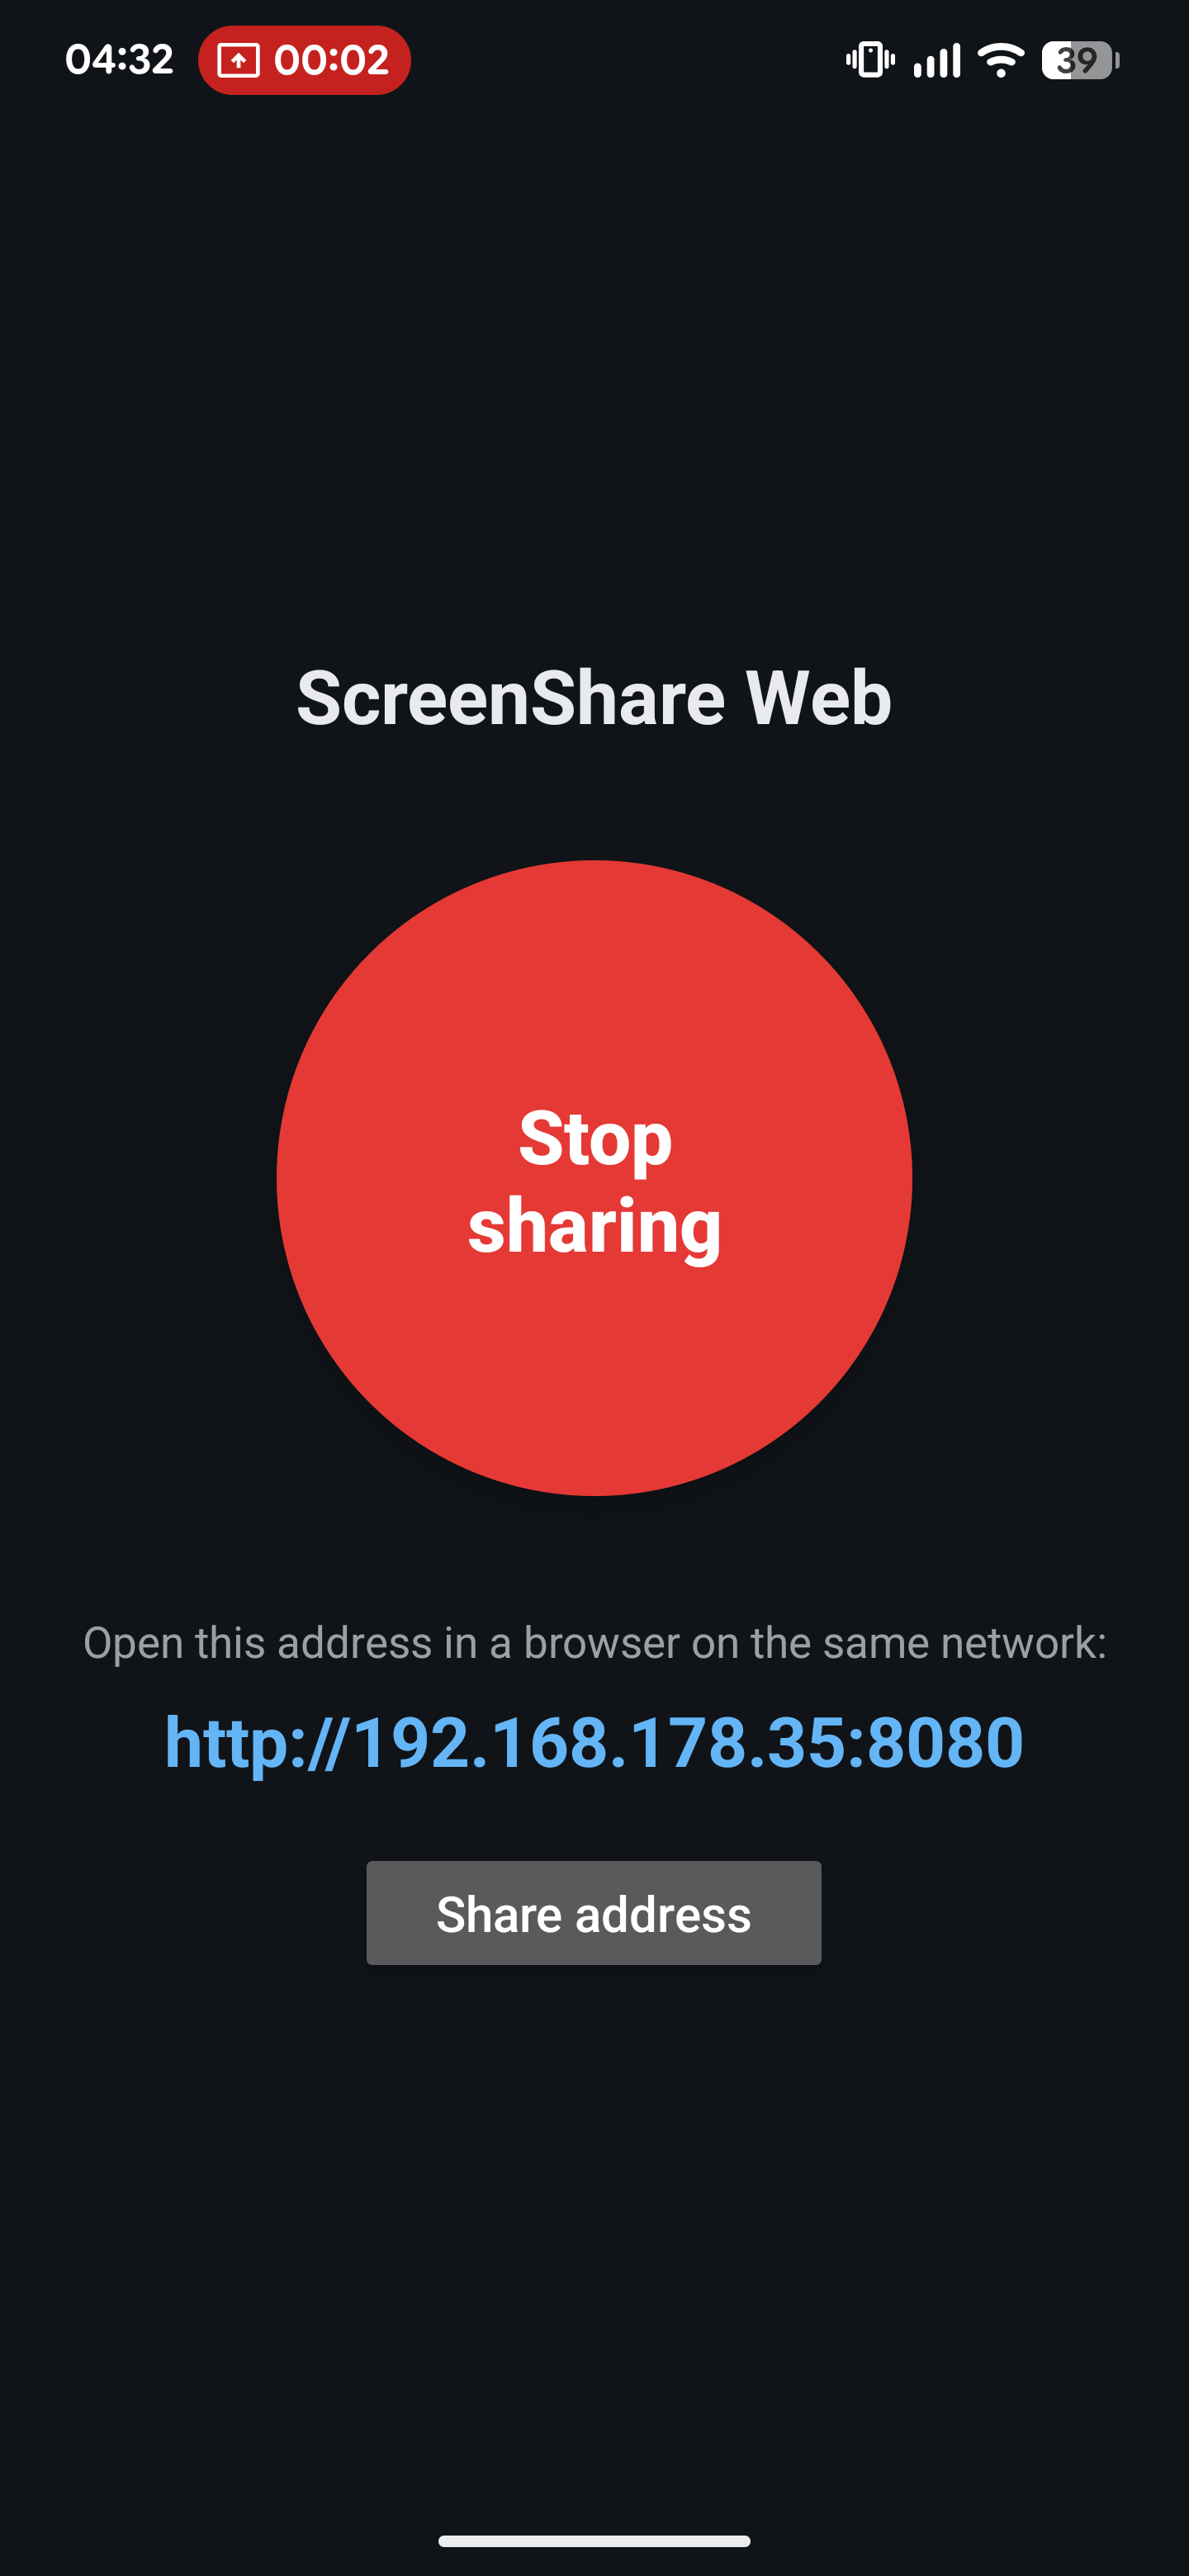 04:32 00:02 39
ScreenShare Web
Stop
sharing
Open this address in a browser on the same network:
http://192.168.178.35:8080
Share address